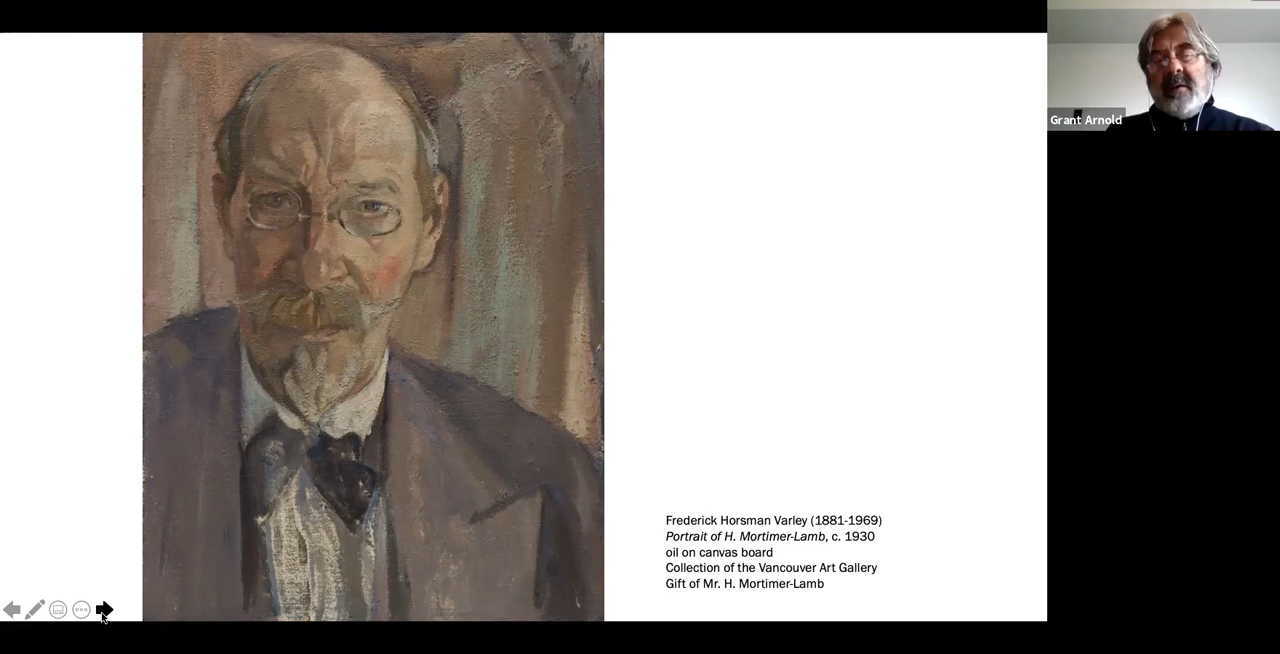 Grant Arnold
Frederick Horsman Varley (1881-1969)
Portrait of H. Mortimer-Lamb, c. 1930
oil on canvas board
Collection of the Vancouver Art Gallery
Gift of Mr. H. Mortimer-Lamb